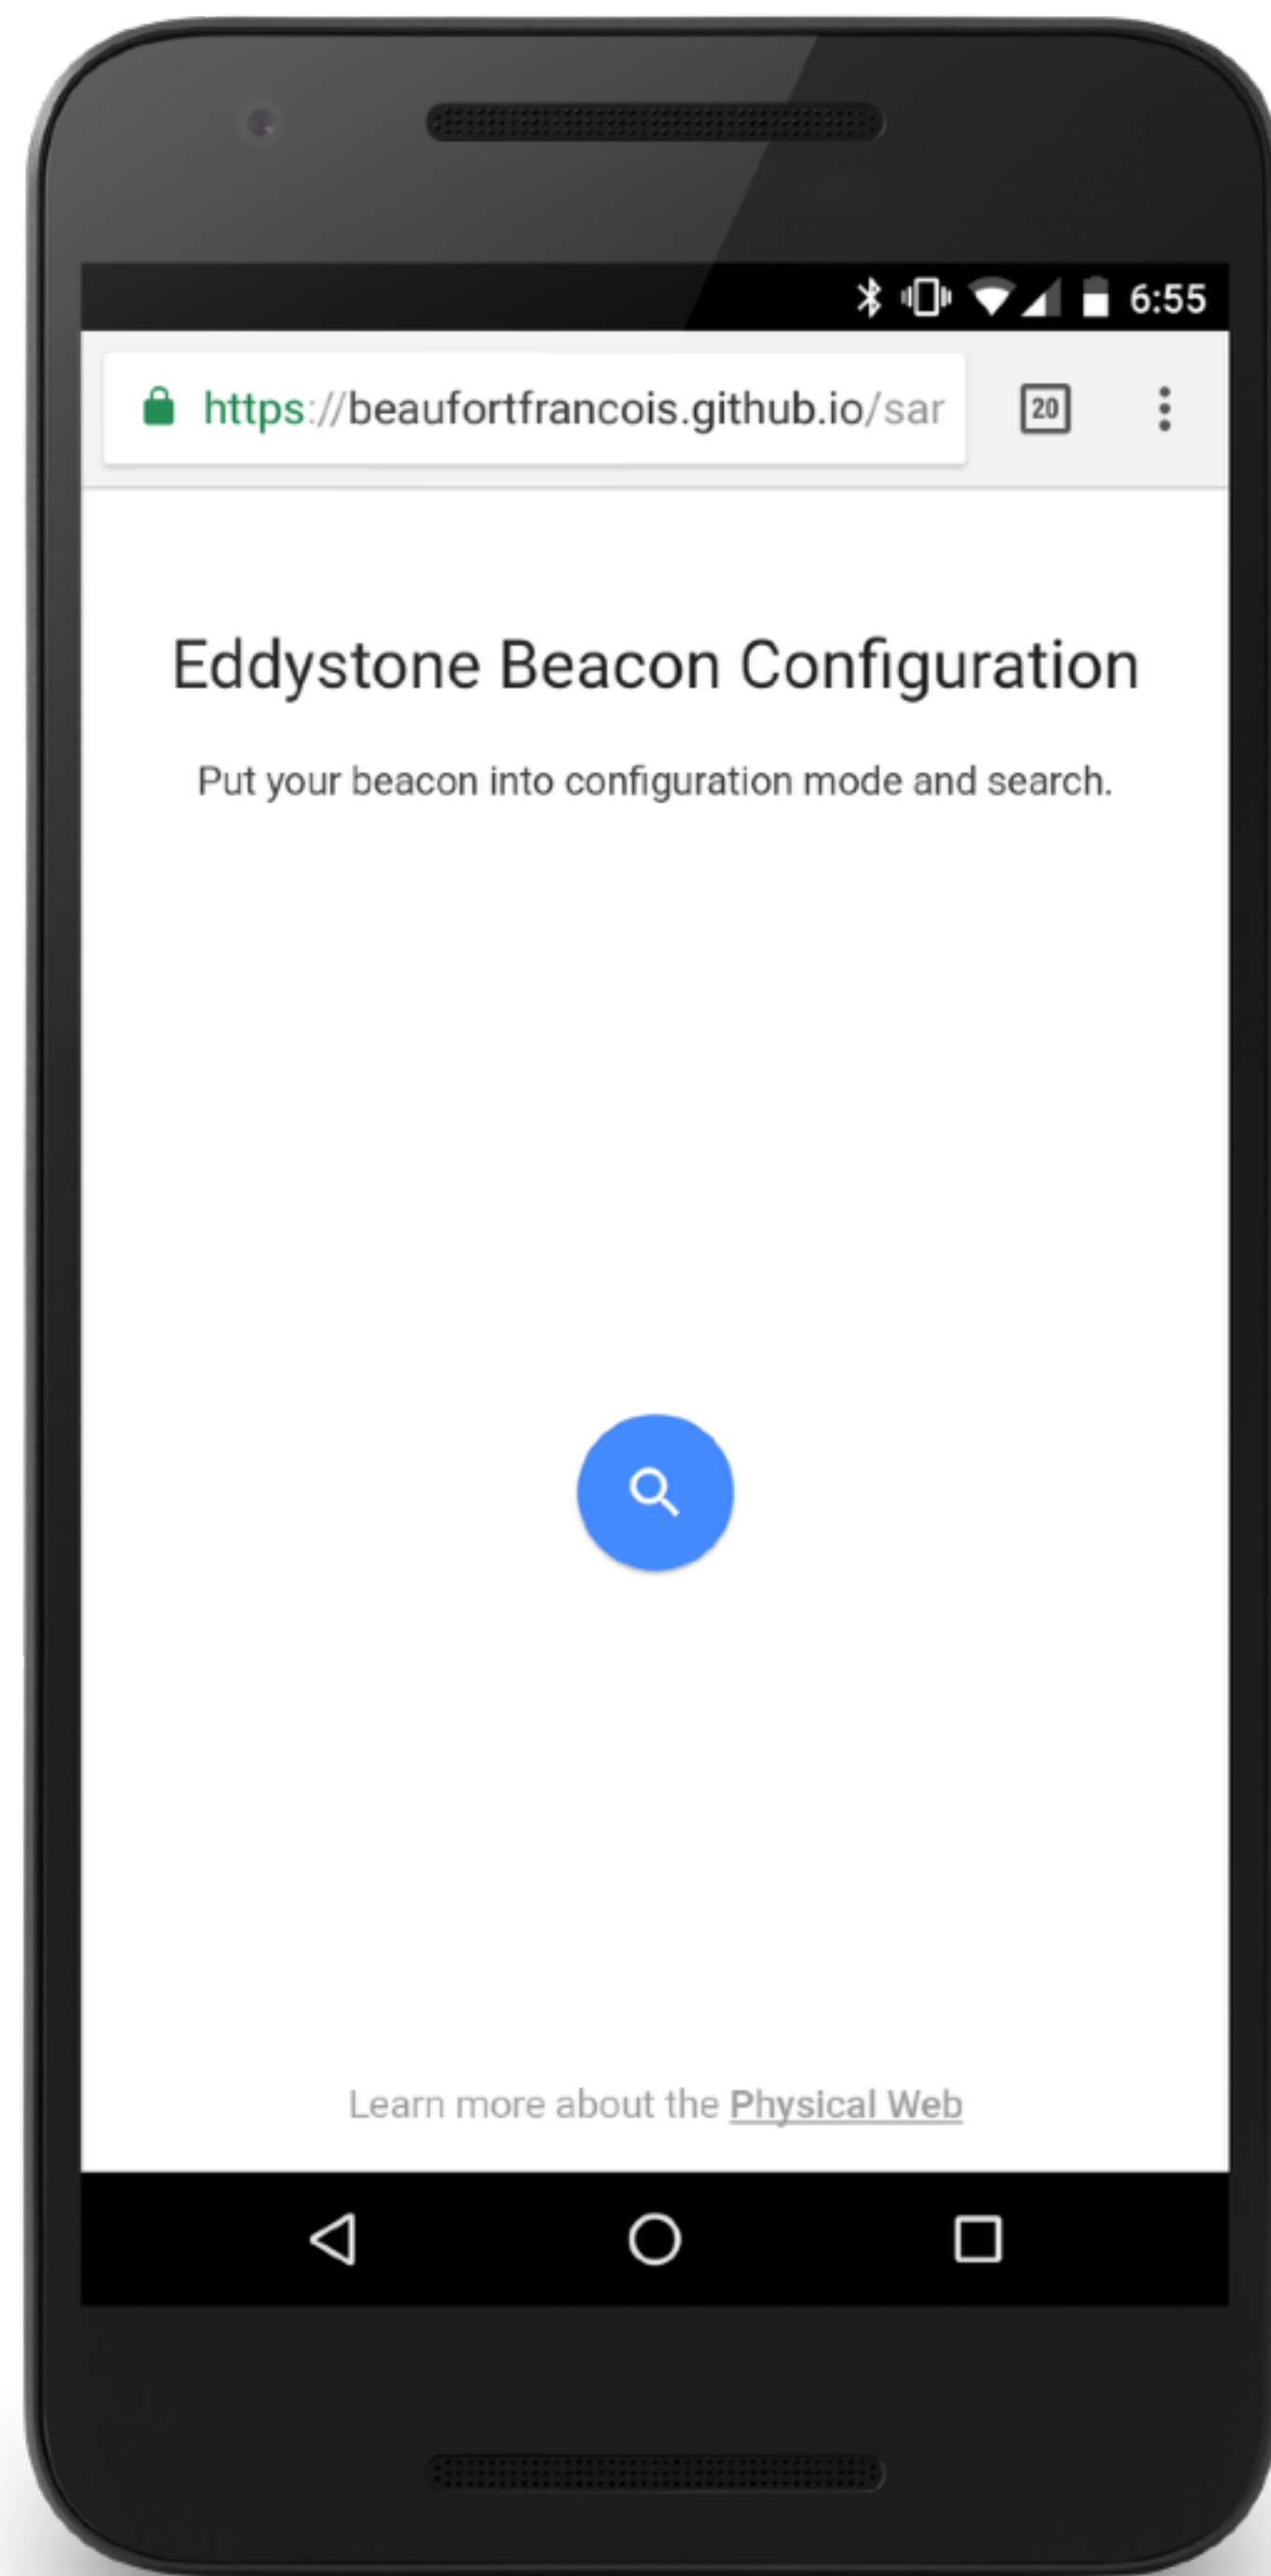 6:55
https://beaufortfrancois.github.io/sar
20
Eddystone Beacon Configuration
Put your beacon into configuration mode and search.
Learn more about the Physical Web